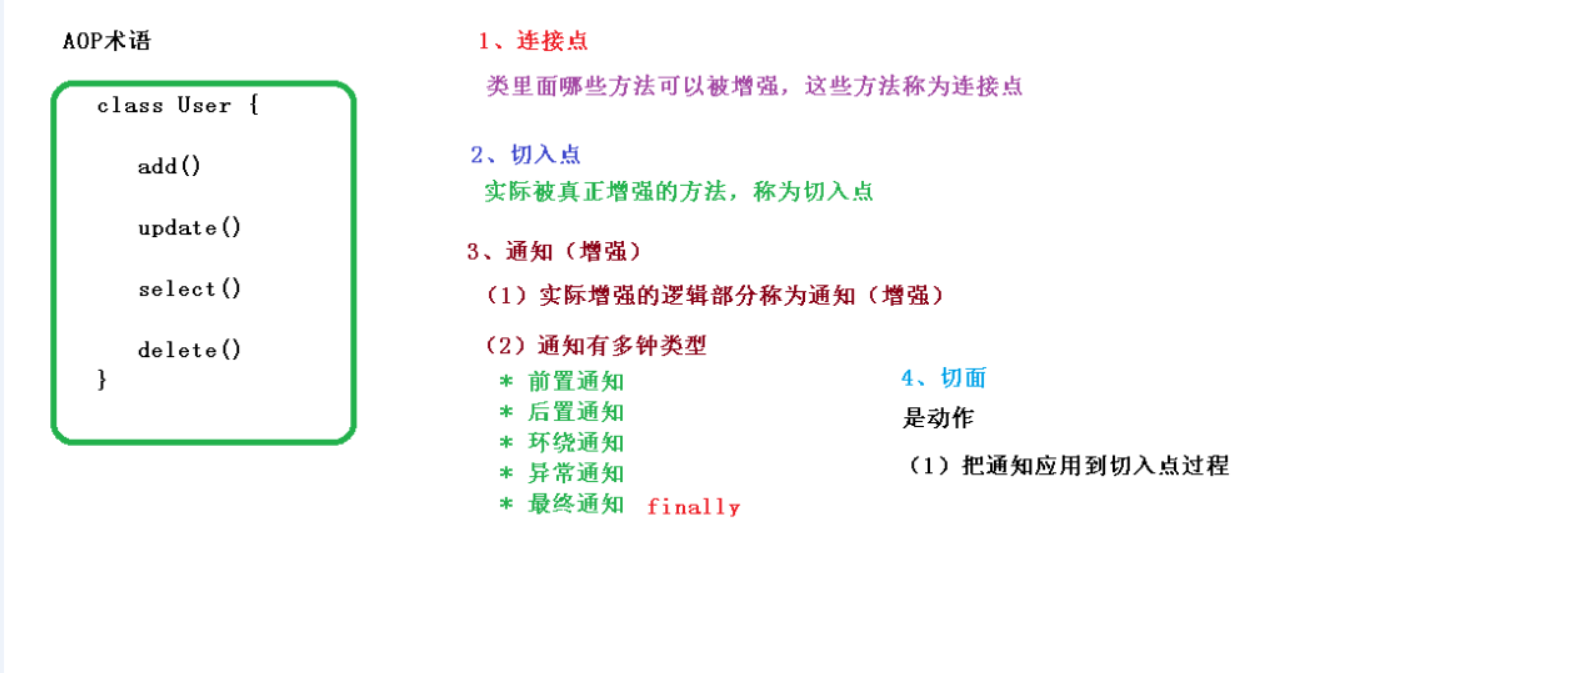 AOP术语
class User {
add()
update()
select()
delete()
}
1、连接点
类里面哪些方法可以被增强，这些方法称为连接点
2、切入点
实际被真正增强的方法，称为切入点
3、通知（增强）
（1）实际增强的逻辑部分称为通知（增强）
（2）通知有多钟类型
* 前置通知
* 后置通知
* 环绕通知
* 异常通知
* 最终通知 finally
4、切面
是动作
（1）把通知应用到切入点过程